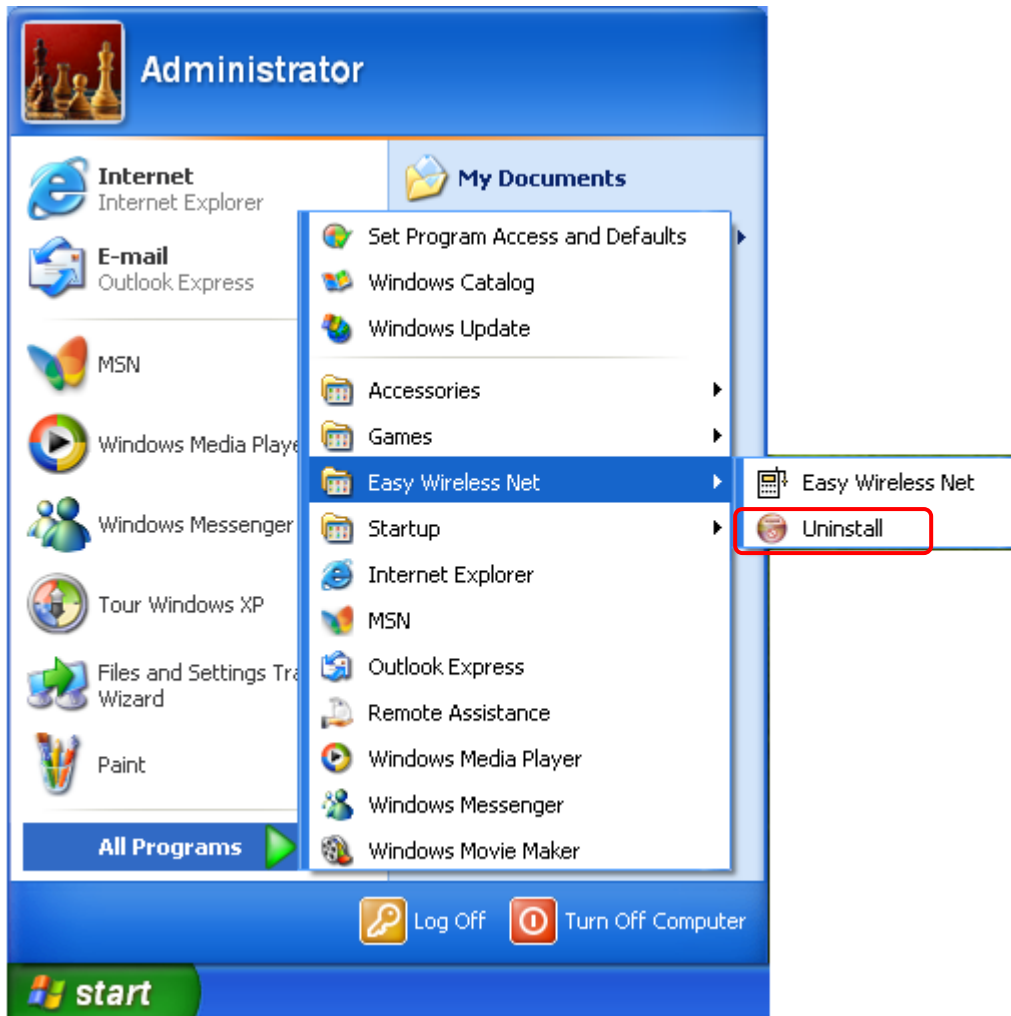 Administrator
Internet
Internet Explorer
E-mail
Outlook Express
MSN
Windows Media Playe
Windows Messenger
Tour Windows XP
Files and Settings Tra
Wizard
Paint
All Programs
My Documents
Set Program Access and Defaults
Windows Catalog
Windows Update
Accessories
Games
Easy Wireless Net
Startup
Internet Explorer
MSN
Outlook Express
Remote Assistance
Windows Media Player
Windows Messenger
Windows Movie Maker
Easy Wireless Net
Uninstall
Log Off
Turn Off Computer
start